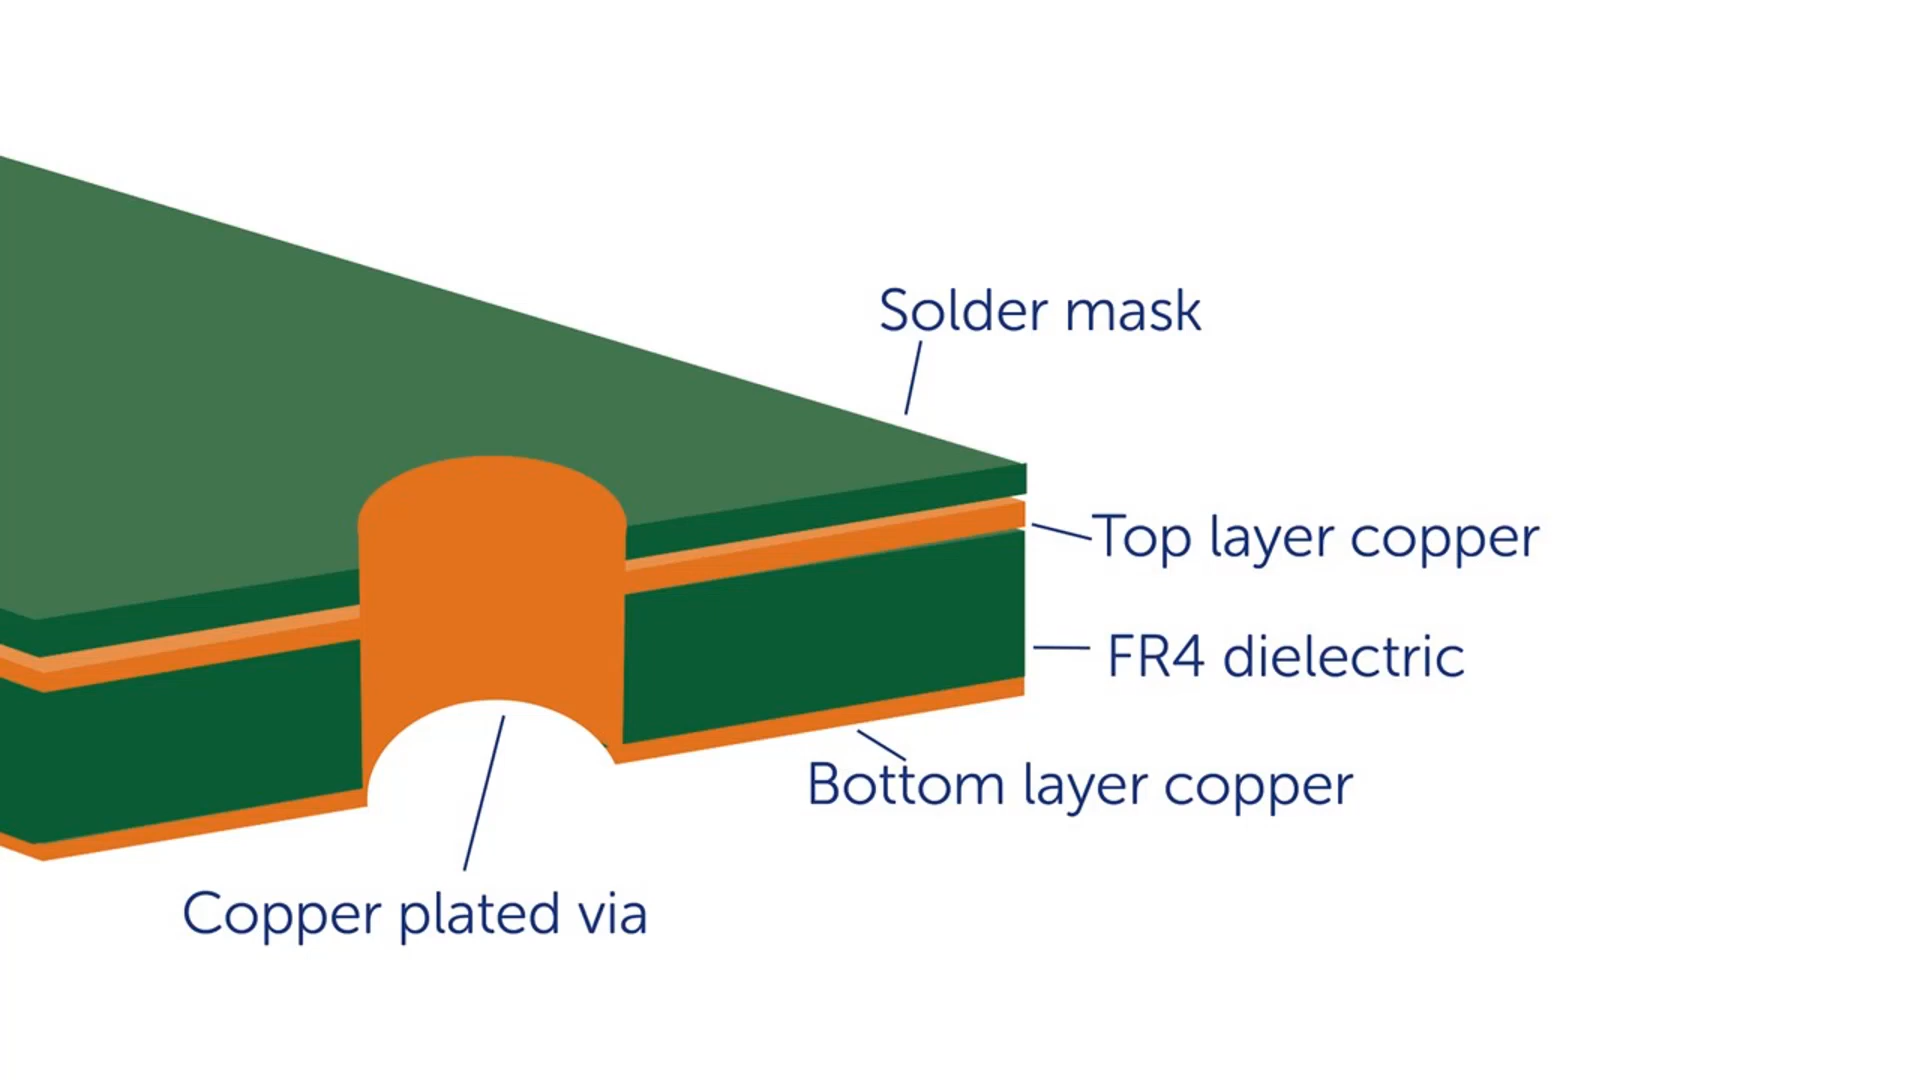 Solder mask
Top layer copper
FR4 dielectric
Bottom layer copper
Copper plated via